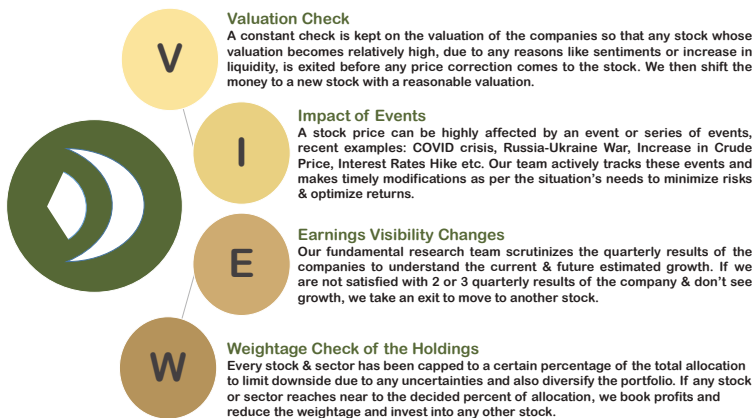 V
Valuation Check
A constant check is kept on the valuation of the companies so that any stock whose
valuation becomes relatively high, due to any reasons like sentiments or increase in
liquidity, is exited before any price correction comes to the stock. We then shift the
money to a new stock with a reasonable valuation.
I
Impact of Events
A stock price can be highly affected by an event or series of events,
recent examples: COVID crisis, Russia-Ukraine War, Increase in Crude
Price, Interest Rates Hike etc. Our team actively tracks these events and
makes timely modifications as per the situation's needs to minimize risks
& optimize returns.
E
Earnings Visibility Changes
Our fundamental research team scrutinizes the quarterly results of the
companies to understand the current & future estimated growth. If we
are not satisfied with 2 or 3 quarterly results of the company & don't see
growth, we take an exit to move to another stock.
W
Weightage Check of the Holdings
Every stock & sector has been capped to a certain percentage of the total allocation
to limit downside due to any uncertainties and also diversify the portfolio. If any stock
or sector reaches near to the decided percent of allocation, we book profits and
reduce the weightage and invest into any other stock.